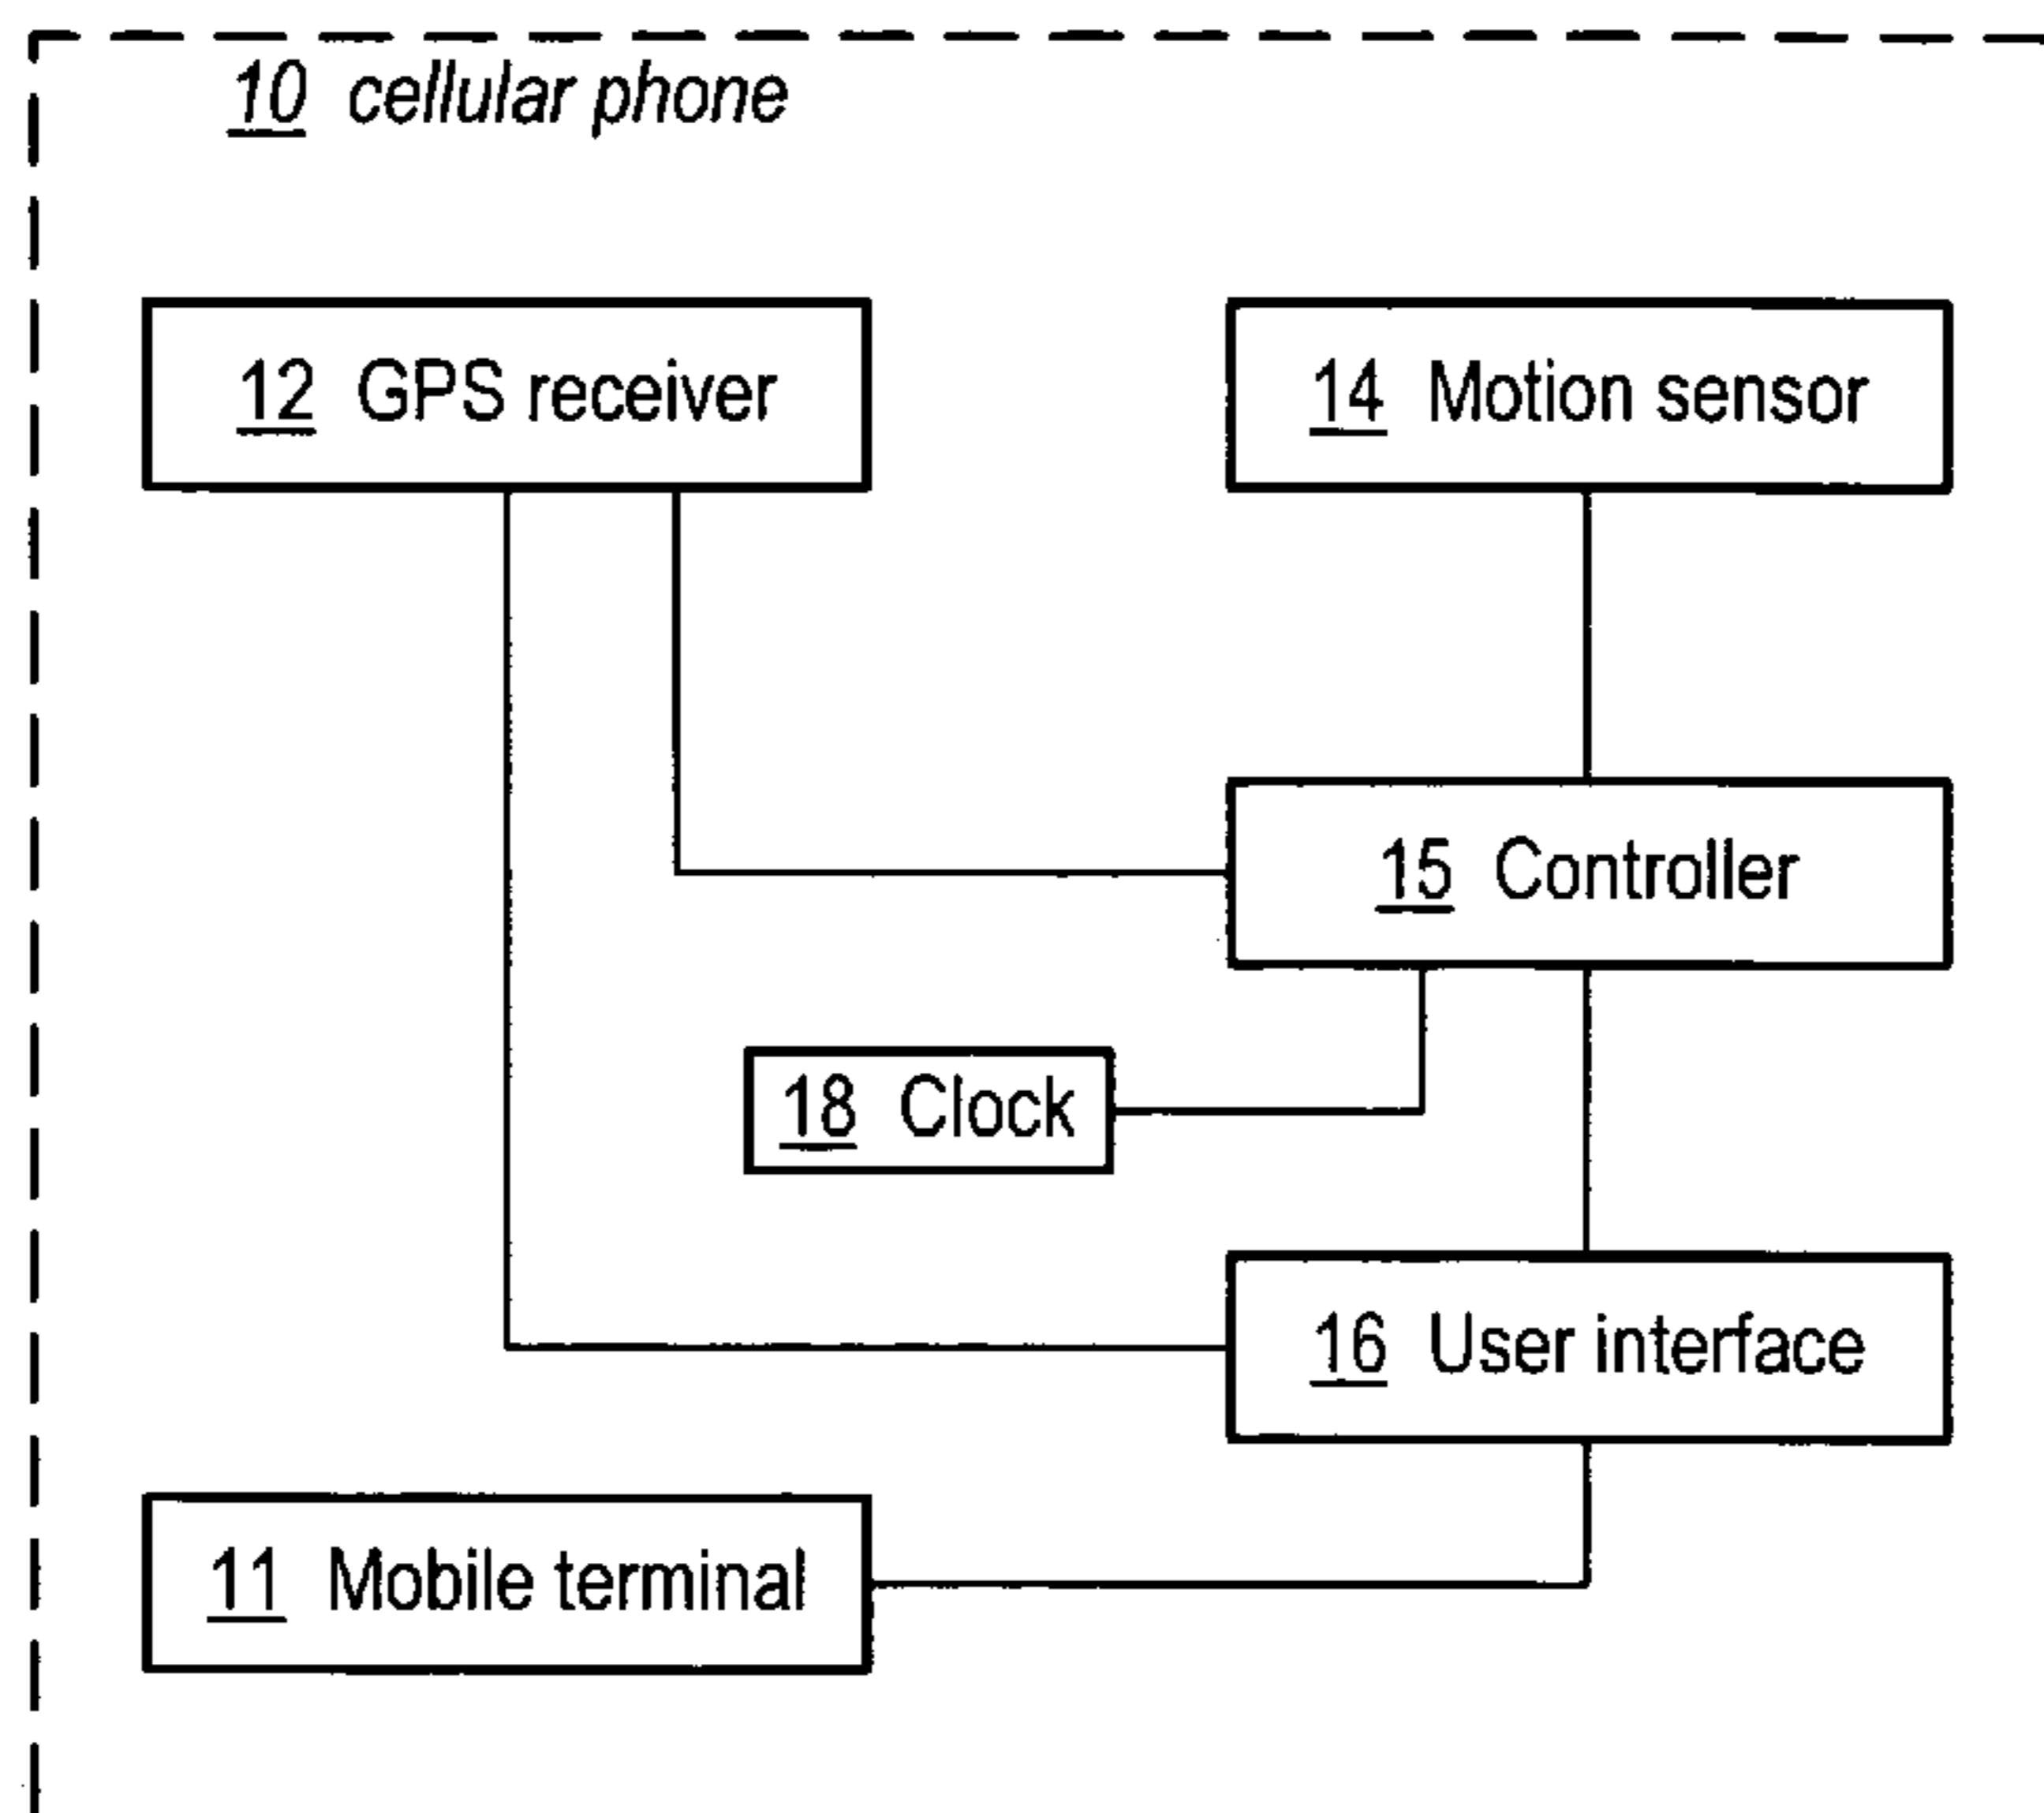 10 cellular phone
12 GPS receiver
14 Motion sensor
15 Controller
18 Clock
16 User interface
11 Mobile terminal